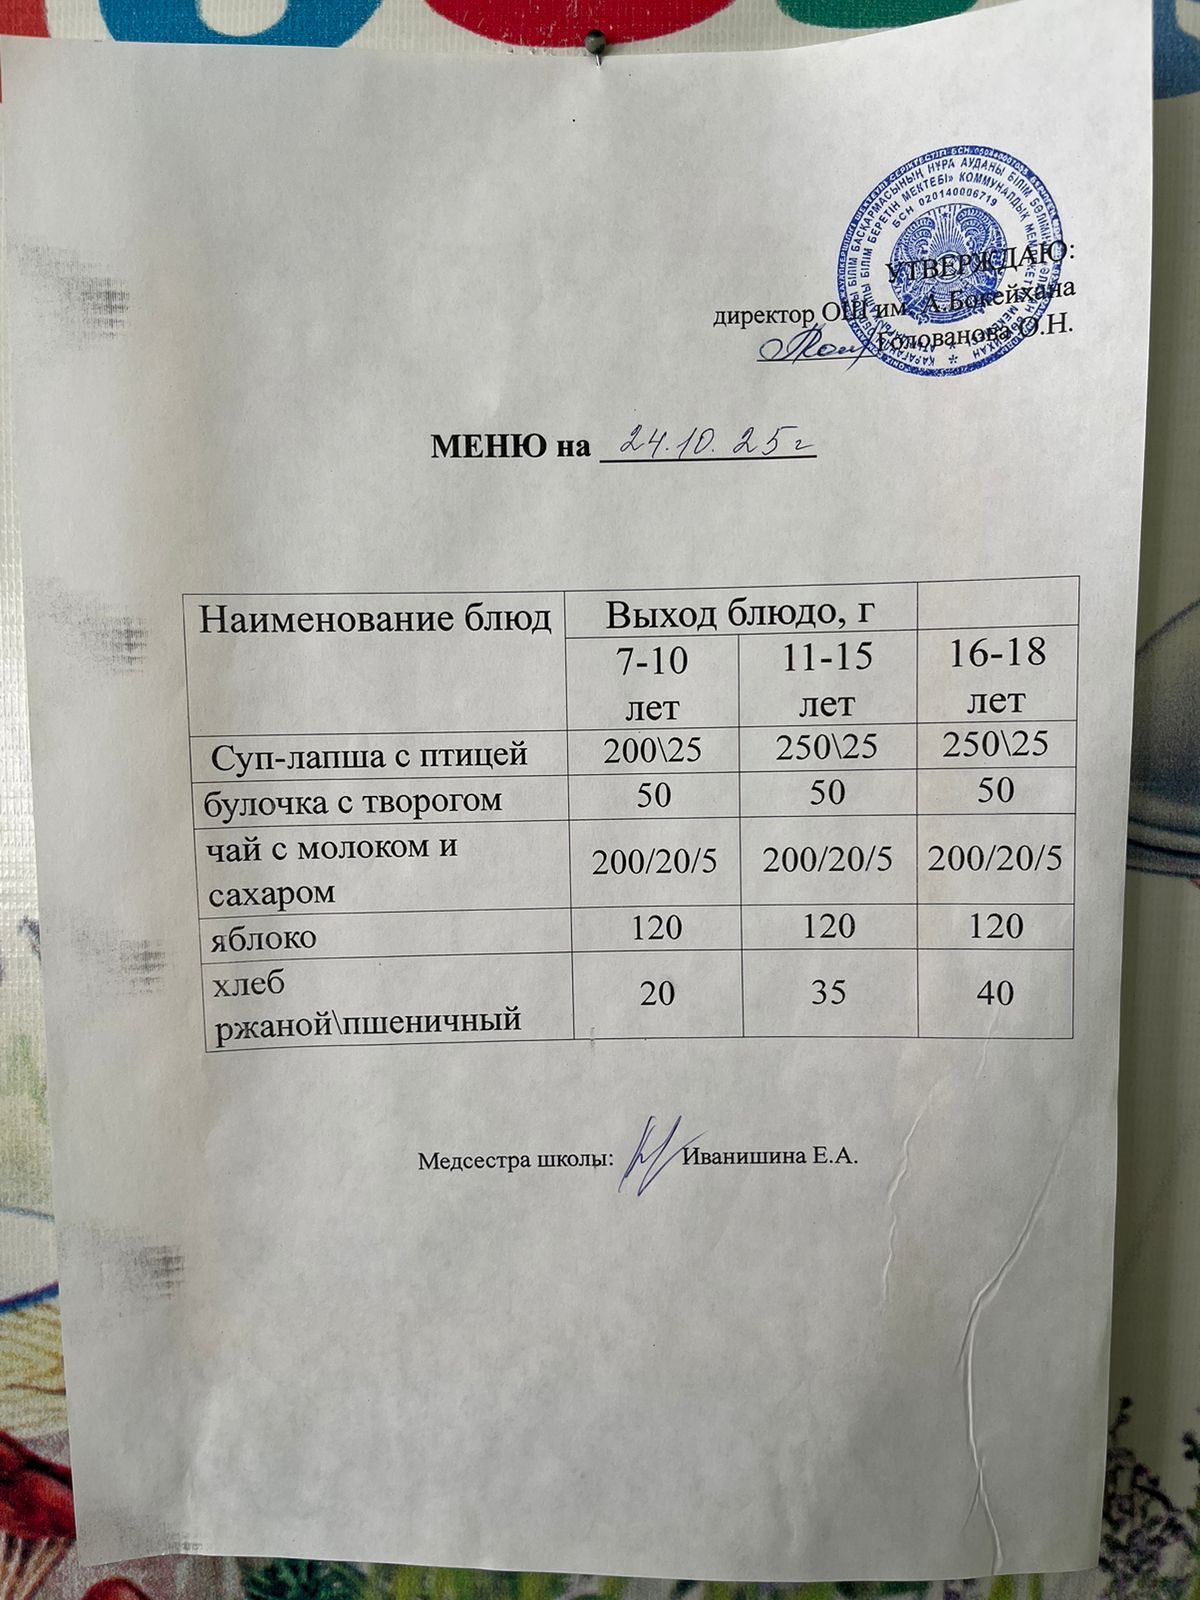 БСН 020140006719
УТВЕРЖДАЮ:
директор ОШ им. А.Бокейхана
Голованова О.Н.
МЕНЮ на 24.10.25г
Наименование блюд Выход блюдо, г
7-10 лет 11-15 лет 16-18 лет
Суп-лапша с птицей 200\25 250\25 250\25
булочка с творогом 50 50 50
чай с молоком и
сахаром 200/20/5 200/20/5 200/20/5
яблоко 120 120 120
хлеб
ржаной\пшеничный 20 35 40
Медсестра школы: Иванишина Е.А.